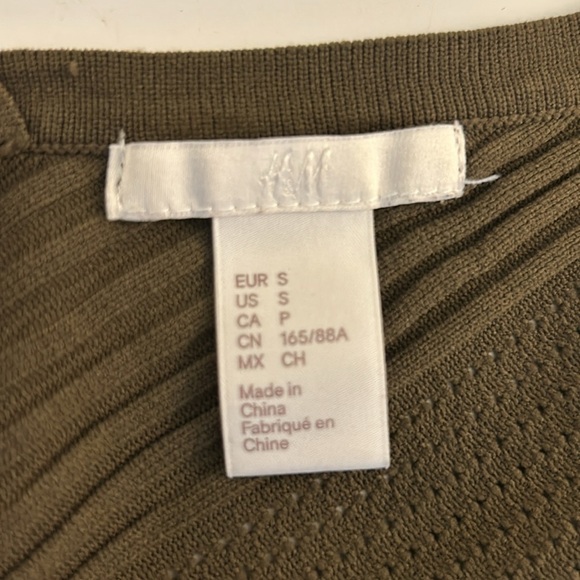 H&M
EUR S
US S
CA P
CN 165/88A
MX CH
Made in
China
Fabriqué en
Chine